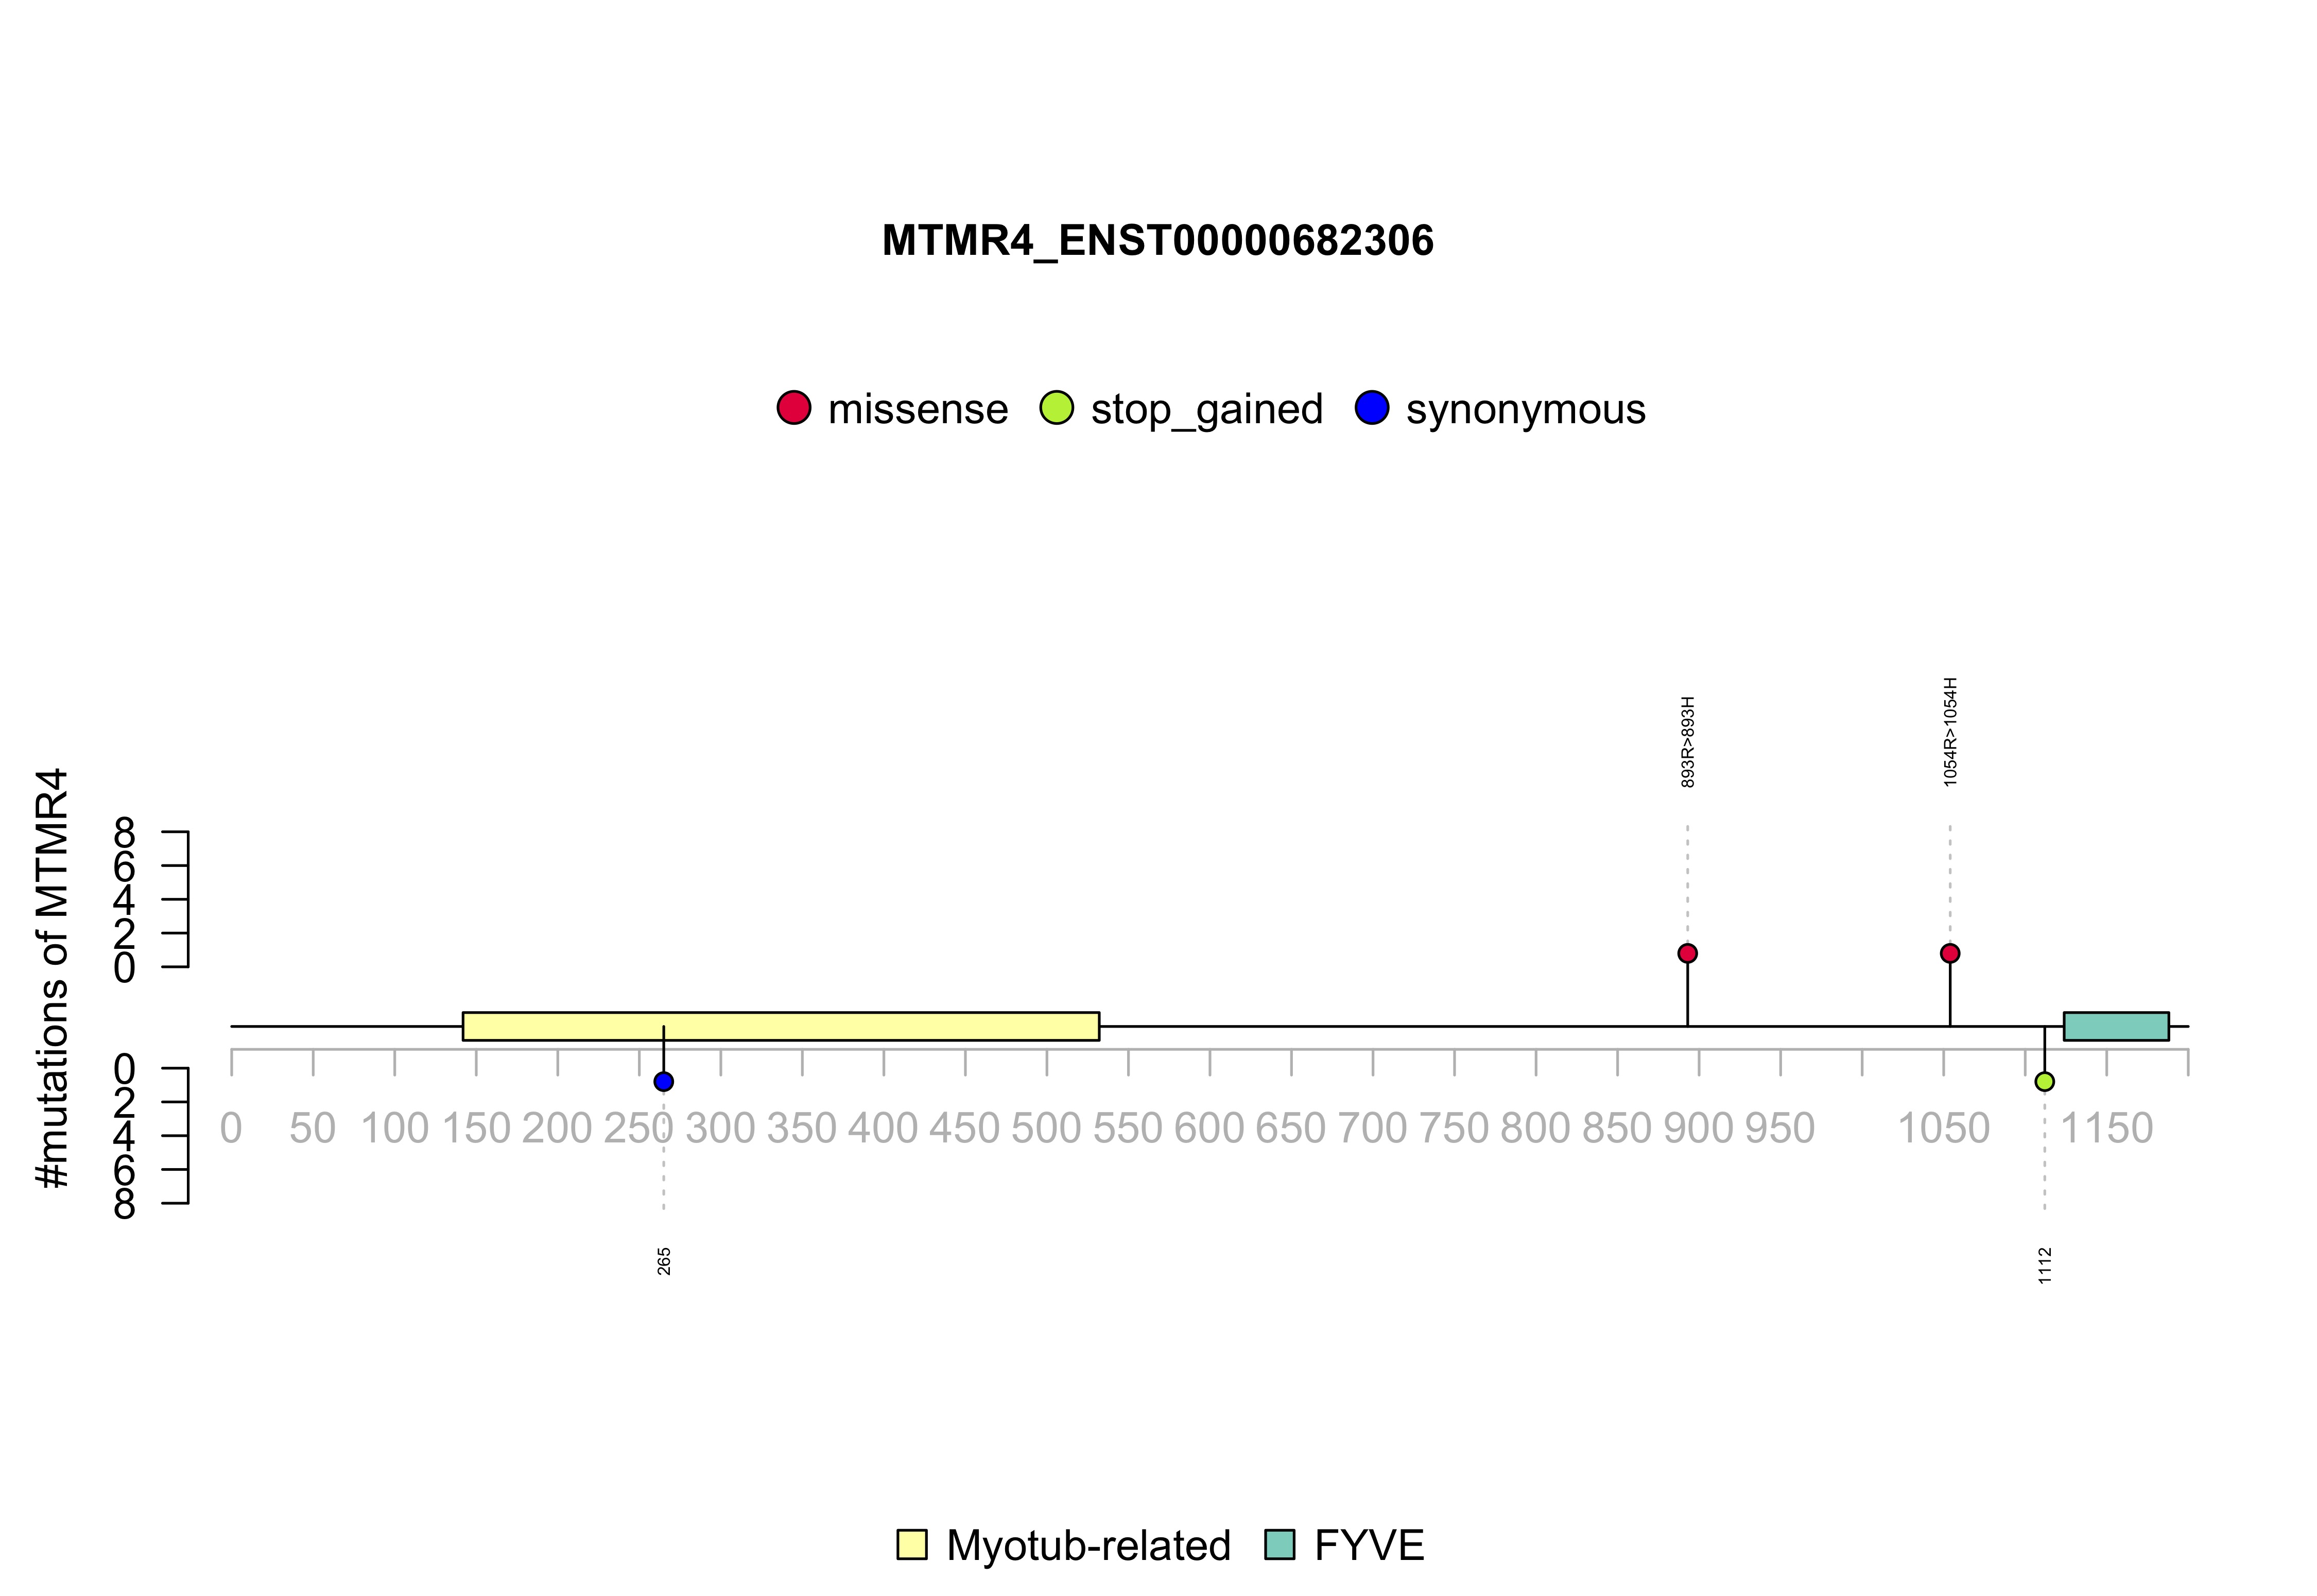 MTMR4_ENST00000682306
missense stop_gained synonymous
893R>893H
1054R>1054H
#mutations of MTMR4
8
6
4
2
0
0
2
4
6
8
0 50 100 150 200 250 300 350 400 450 500 550 600 650 700 750 800 850 900 950 1050 1150
265
1112
Myotub-related FYVE